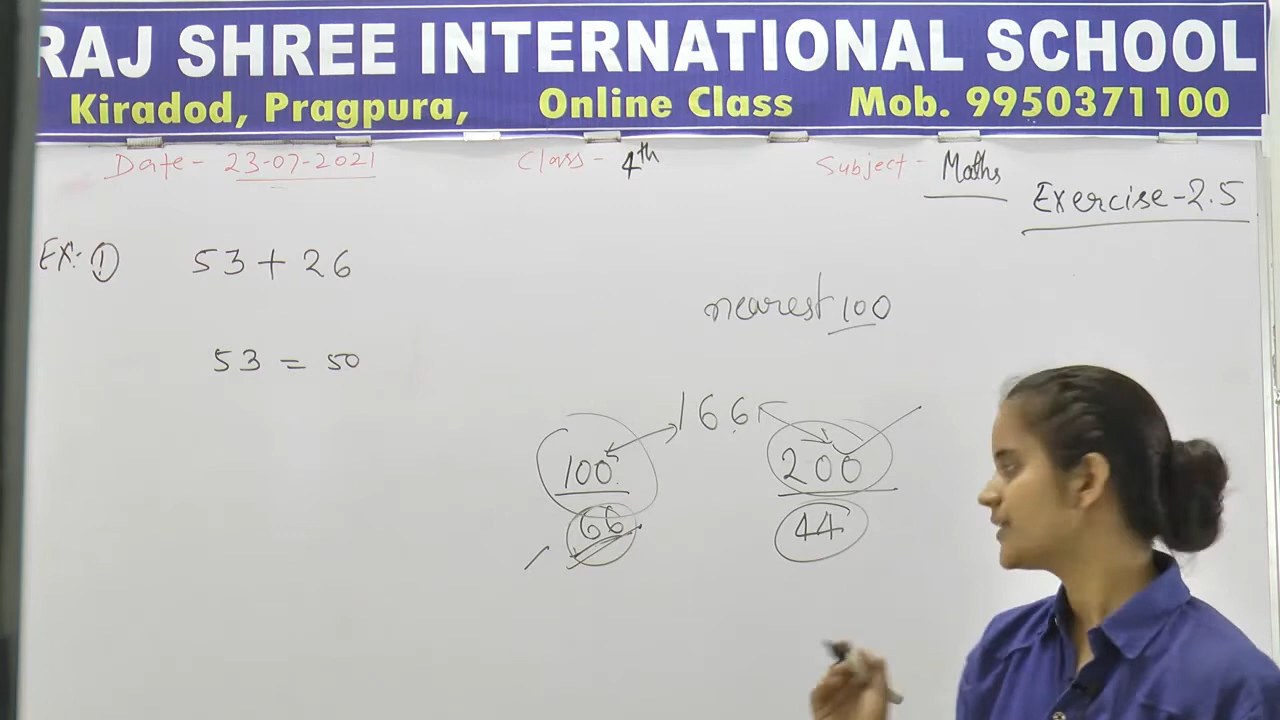 RAJ SHREE INTERNATIONAL SCHOOL
Kiradod, Pragpura, Online Class Mob. 9950371100
Date- 23-07-2021 Class- 4th Subject- Maths
Exercise-2.5
EX:- 1 53+26
nearest 100
53 = 50
166
100 200
66 44